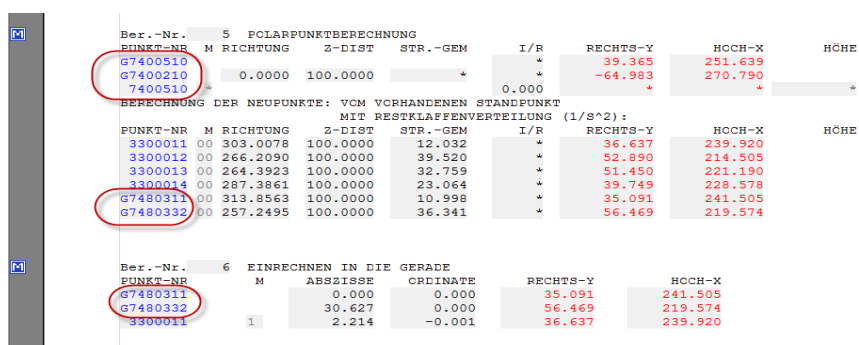 M Ber.-Nr. 5 POLARPUNKTBERECHNUNG
PUNKT-NR M RICHTUNG Z-DIST STR.-GEM I/R RECHTS-Y HOCH-X HÖHE
G7400510 * 39.365 251.639
G7400210 0.0000 100.0000 * * -64.983 270.790
7400510 * 0.000 * * *
BERECHNUNG DER NEUPUNKTE: VOM VORHANDENEN STANDPUNKT
MIT RESTKLAFFENVERTEILUNG (1/S^2):
PUNKT-NR M RICHTUNG Z-DIST STR.-GEM I/R RECHTS-Y HOCH-X HÖHE
3300011 00 303.0078 100.0000 12.032 * 36.637 239.920
3300012 00 266.2090 100.0000 39.520 * 52.890 214.505
3300013 00 264.3923 100.0000 32.759 * 51.450 221.190
3300014 00 287.3861 100.0000 23.064 * 39.749 228.578
G7480311 00 313.8563 100.0000 10.998 * 35.091 241.505
G7480332 00 257.2495 100.0000 36.341 * 56.469 219.574
M Ber.-Nr. 6 EINRECHNEN IN DIE GERADE
PUNKT-NR M ABSZISSE ORDINATE RECHTS-Y HOCH-X
G7480311 0.000 0.000 35.091 241.505
G7480332 30.627 0.000 56.469 219.574
3300011 1 2.214 -0.001 36.637 239.920